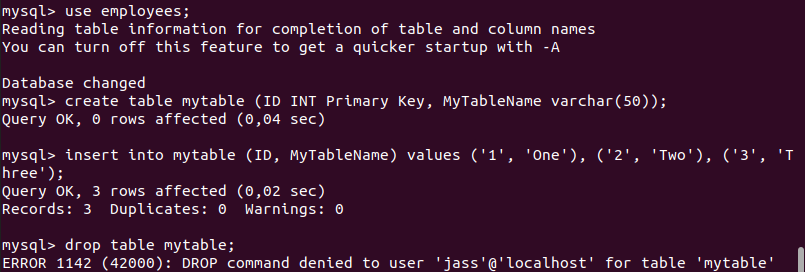 mysql> use employees;
Reading table information for completion of table and column names
You can turn off this feature to get a quicker startup with -A
Database changed
mysql> create table mytable (ID INT Primary Key, MyTableName varchar(50));
Query OK, 0 rows affected (0,04 sec)
mysql> insert into mytable (ID, MyTableName) values ('1', 'One'), ('2', 'Two'), ('3', 'T
hree');
Query OK, 3 rows affected (0,02 sec)
Records: 3  Duplicates: 0  Warnings: 0
mysql> drop table mytable;
ERROR 1142 (42000): DROP command denied to user 'jass'@'localhost' for table 'mytable'